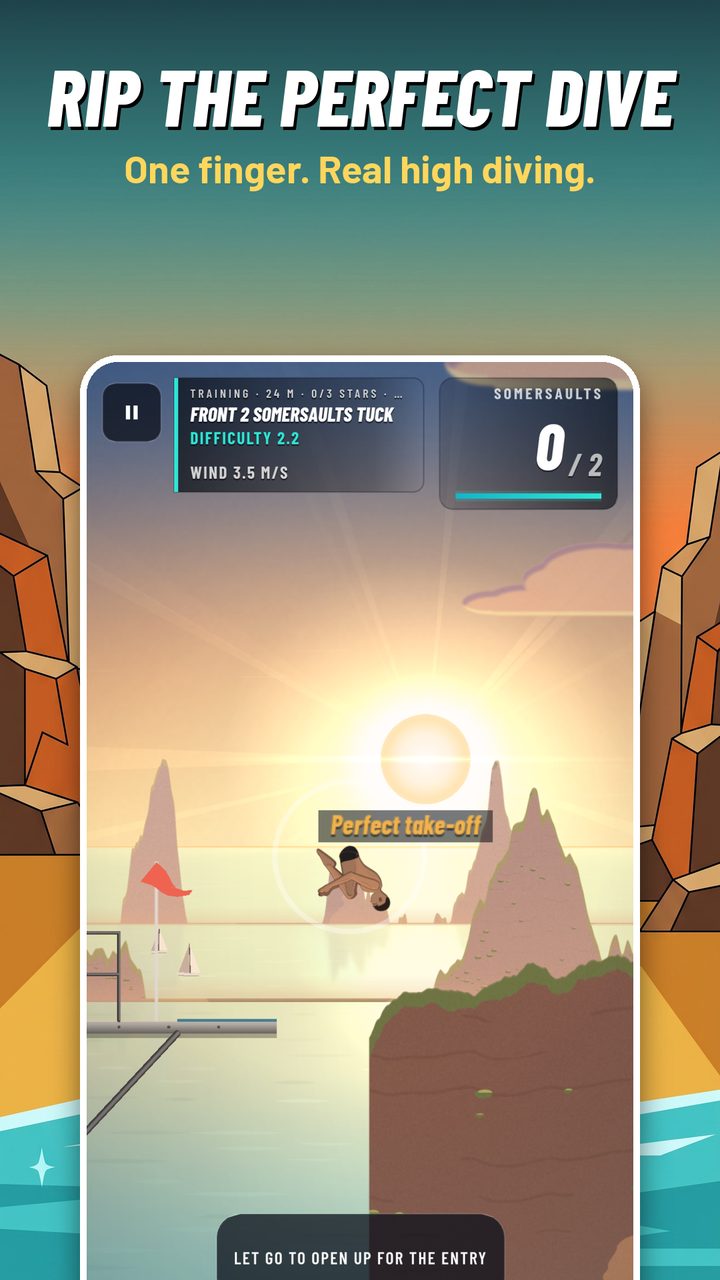 RIP THE PERFECT DIVE
One finger. Real high diving.
TRAINING · 24 M · 0/3 STARS · …
FRONT 2 SOMERSAULTS TUCK
DIFFICULTY 2.2
WIND 3.5 M/S
SOMERSAULTS
0/2
Perfect take-off
LET GO TO OPEN UP FOR THE ENTRY